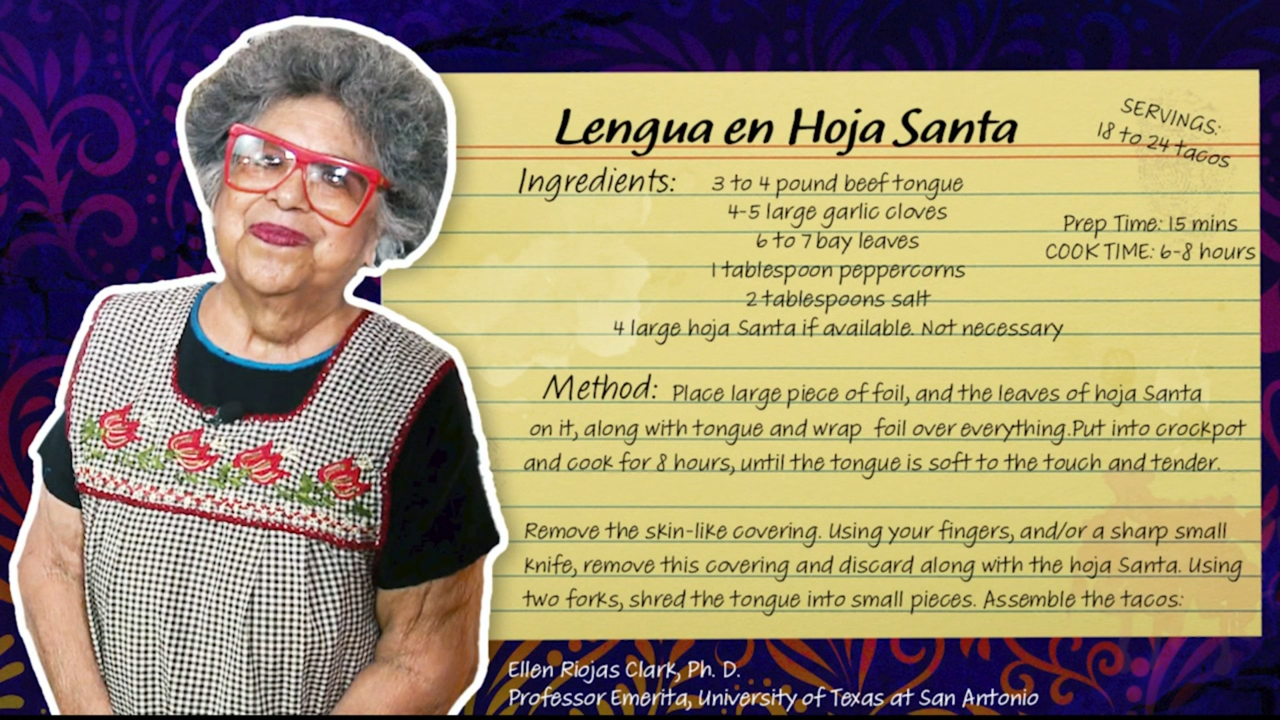 Lengua en Hoja Santa
SERVINGS:
18 to 24 tacos
Ingredients: 3 to 4 pound beef tongue
4-5 large garlic cloves
6 to 7 bay leaves
1 tablespoon peppercorns
2 tablespoons salt
4 large hoja Santa if available. Not necessary
Prep Time: 15 mins
COOK TIME: 6-8 hours
Method: Place large piece of foil, and the leaves of hoja Santa
on it, along with tongue and wrap foil over everything.Put into crockpot
and cook for 8 hours, until the tongue is soft to the touch and tender.
Remove the skin-like covering. Using your fingers, and/or a sharp small
knife, remove this covering and discard along with the hoja Santa. Using
two forks, shred the tongue into small pieces. Assemble the tacos:
Ellen Riojas Clark, Ph. D.
Professor Emerita, University of Texas at San Antonio